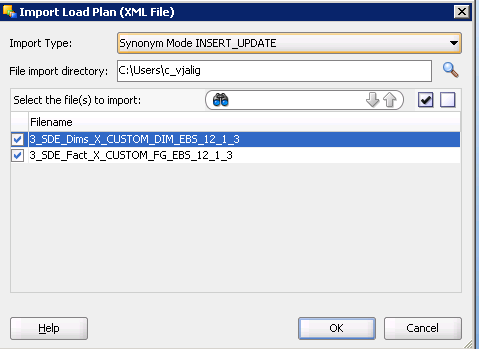 Import Load Plan (XML File)
Import Type: Synonym Mode INSERT_UPDATE
File import directory: C:\Users\c_vjalig
Select the file(s) to import:
Filename
3_SDE_Dims_X_CUSTOM_DIM_EBS_12_1_3
3_SDE_Fact_X_CUSTOM_FG_EBS_12_1_3
Help OK Cancel